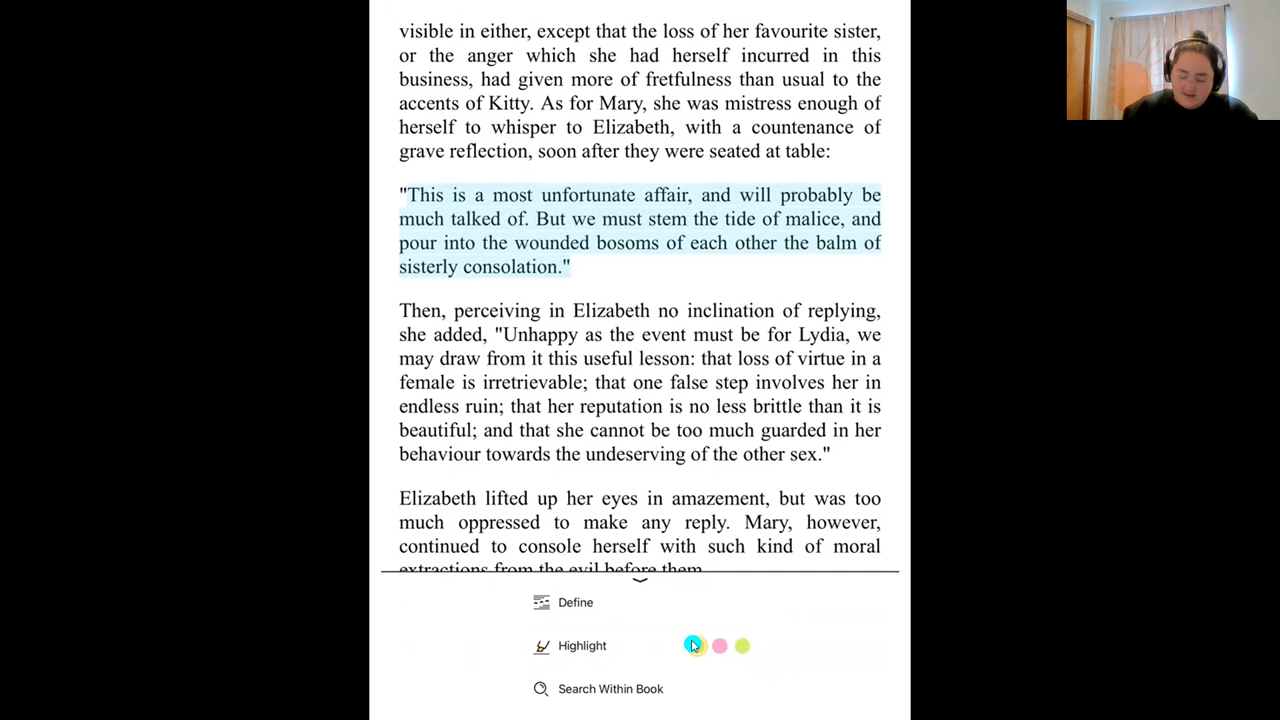 visible in either, except that the loss of her favourite sister,
or the anger which she had herself incurred in this
business, had given more of fretfulness than usual to the
accents of Kitty. As for Mary, she was mistress enough of
herself to whisper to Elizabeth, with a countenance of
grave reflection, soon after they were seated at table:
"This is a most unfortunate affair, and will probably be
much talked of. But we must stem the tide of malice, and
pour into the wounded bosoms of each other the balm of
sisterly consolation."
Then, perceiving in Elizabeth no inclination of replying,
she added, "Unhappy as the event must be for Lydia, we
may draw from it this useful lesson: that loss of virtue in a
female is irretrievable; that one false step involves her in
endless ruin; that her reputation is no less brittle than it is
beautiful; and that she cannot be too much guarded in her
behaviour towards the undeserving of the other sex."
Elizabeth lifted up her eyes in amazement, but was too
much oppressed to make any reply. Mary, however,
continued to console herself with such kind of moral
extractions from the evil before them.
Define
Highlight
Search Within Book